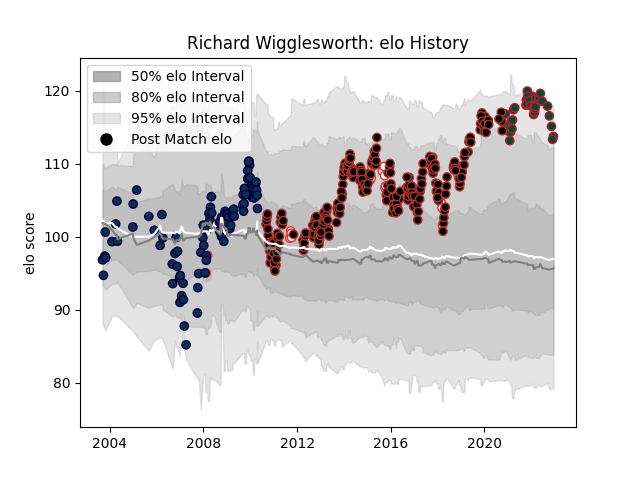 Richard Wigglesworth: elo History
50% elo Interval
80% elo Interval
95% elo Interval
Post Match elo
elo score
120
110
100
90
80
2004
2008
2012
2016
2020